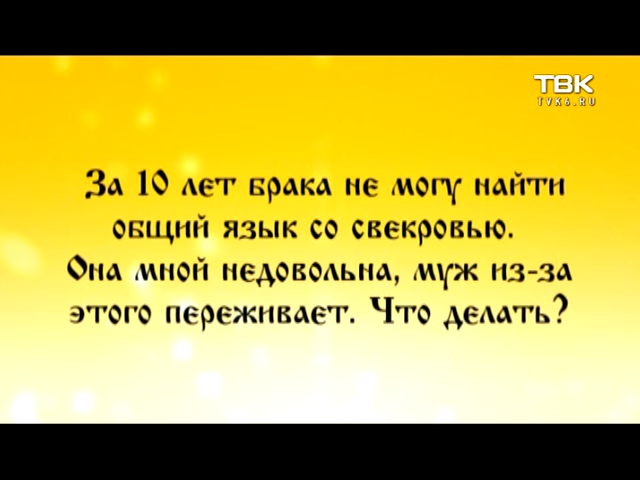 ТВК
TVK6.RU
За 10 лет брака не могу найти
общий язык со свекровью.
Она мной недовольна, муж из-за
этого переживает. Что делать?